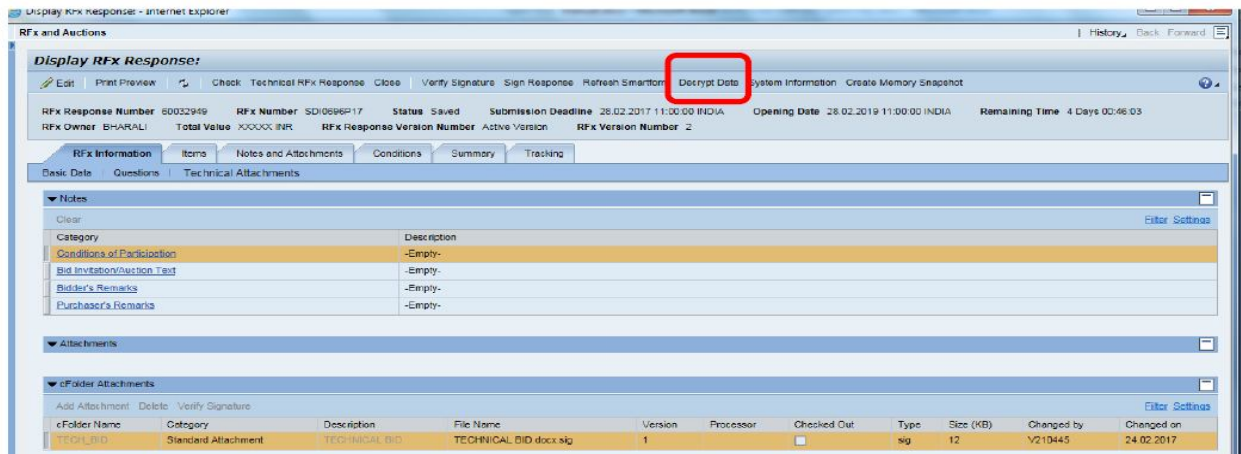 Display RFx Response: - Internet Explorer
RFx and Auctions | History Back Forward
Display RFx Response:
Edit | Print Preview | Check Technical RFx Response Close | Verify Signature Sign Response Refresh Smartform Decrypt Data System Information Create Memory Snapshot
RFx Response Number 60032949 RFx Number SDI0696P17 Status Saved Submission Deadline 28.02.2017 11:00:00 INDIA Opening Date 28.02.2019 11:00:00 INDIA Remaining Time 4 Days 00:46:03
RFx Owner BHARALI Total Value XXXXX INR RFx Response Version Number Active Version RFx Version Number 2
RFx Information Items Notes and Attachments Conditions Summary Tracking
Basic Data | Questions | Technical Attachments
Notes
Clear Filter Settings
Category Description
Conditions of Participation -Empty-
Bid Invitation/Auction Text -Empty-
Bidder's Remarks -Empty-
Purchaser's Remarks -Empty-
Attachments
cFolder Attachments
Add Attachment Delete Verify Signature Filter Settings
cFolder Name Category Description File Name Version Processor Checked Out Type Size (KB) Changed by Changed on
TECH_BID Standard Attachment TECHNICAL BID TECHNICAL BID.docx.sig 1 sig 12 V210445 24.02.2017